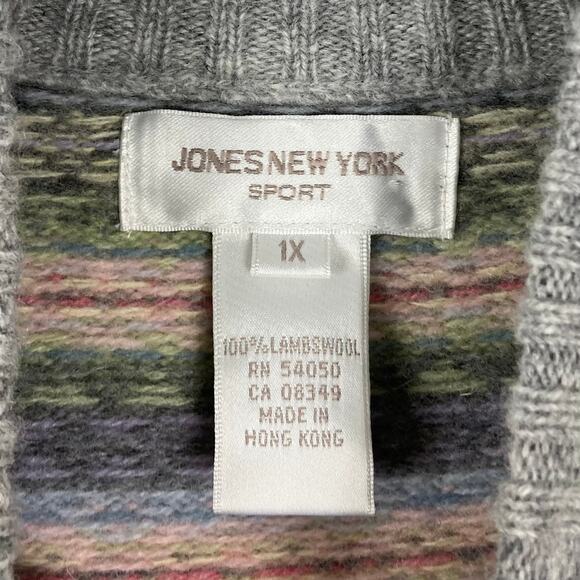 JONES NEW YORK
SPORT
1X
100% LAMBSWOOL
RN 54050
CA 08349
MADE IN
HONG KONG